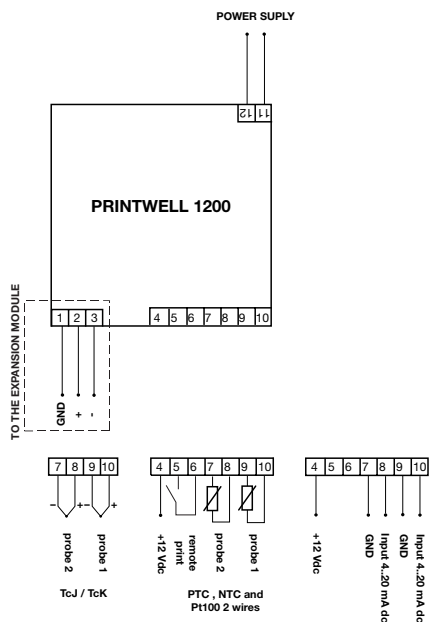 POWER SUPLY
12 11
PRINTWELL 1200
TO THE EXPANSION MODULE
1 2 3
4 5 6 7 8 9 10
GND
+
-
7 8 9 10
- + - +
probe 2
probe 1
TcJ / TcK
4 5 6 7 8 9 10
+12 Vdc
remote
print
probe 2
probe 1
PTC , NTC and
Pt100 2 wires
4 5 6 7 8 9 10
+12 Vdc
GND
Input 4..20 mA dc
GND
Input 4..20 mA dc